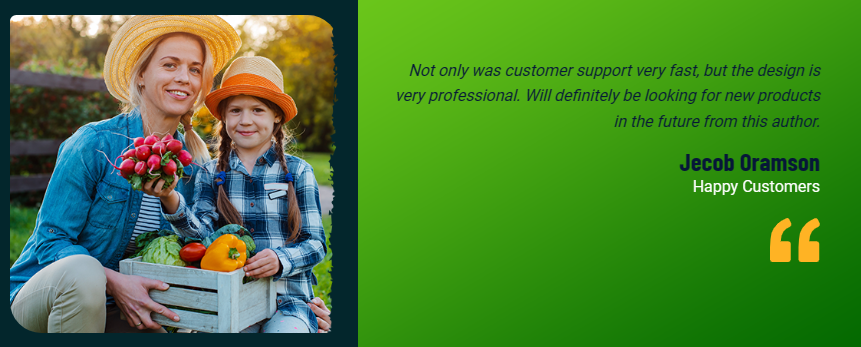 Not only was customer support very fast, but the design is
very professional. Will definitely be looking for new products
in the future from this author.
Jecob Oramson
Happy Customers